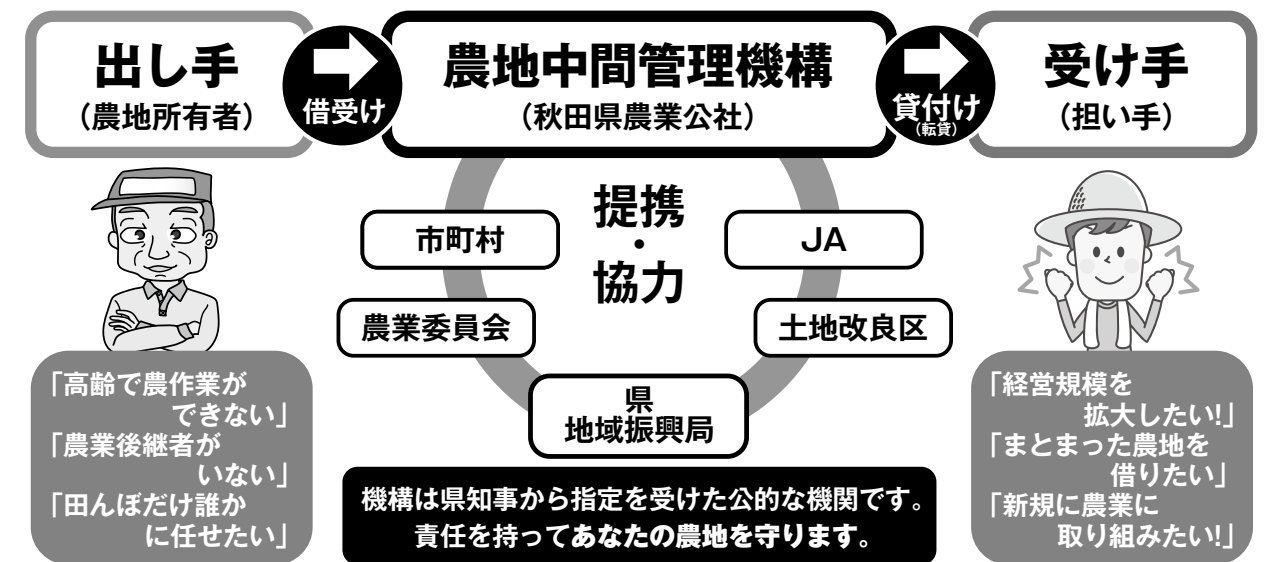 出し手
（農地所有者）
借受け
農地中間管理機構
（秋田県農業公社）
貸付け
（転貸）
受け手
（担い手）
提携
・
協力
市町村
JA
農業委員会
土地改良区
県
地域振興局
「高齢で農作業が
できない」
「農業後継者が
いない」
「田んぼだけ誰か
に任せたい」
機構は県知事から指定を受けた公的な機関です。
責任を持ってあなたの農地を守ります。
「経営規模を
拡大したい!」
「まとまった農地を
借りたい」
「新規に農業に
取り組みたい!」